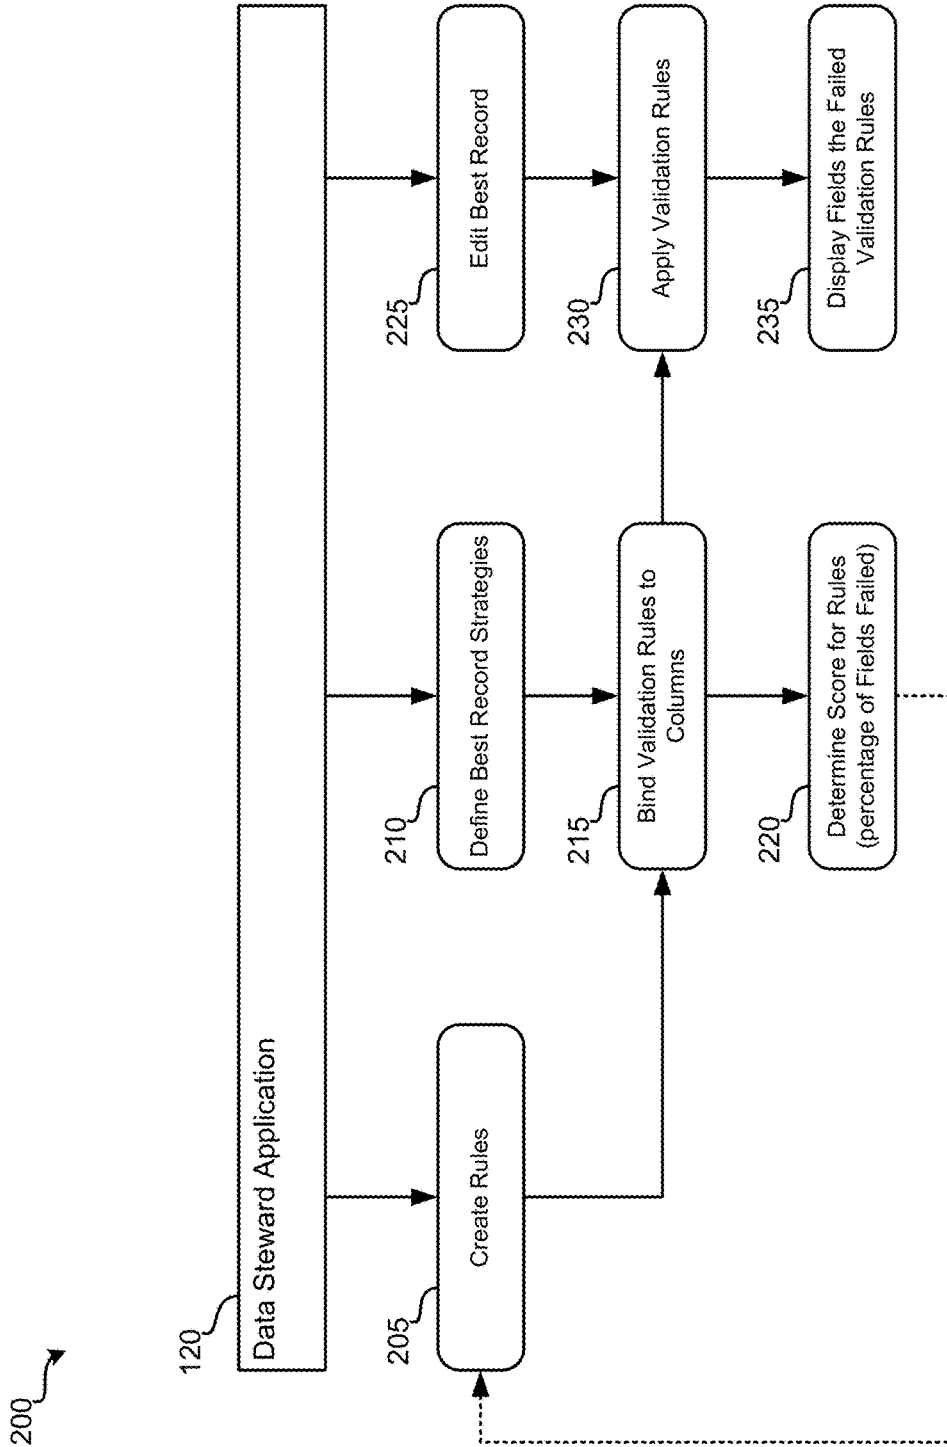 200
120
Data Steward Application
205
Create Rules
210
Define Best Record Strategies
225
Edit Best Record
215
Bind Validation Rules to
Columns
230
Apply Validation Rules
220
Determine Score for Rules
(percentage of Fields Failed)
235
Display Fields the Failed
Validation Rules